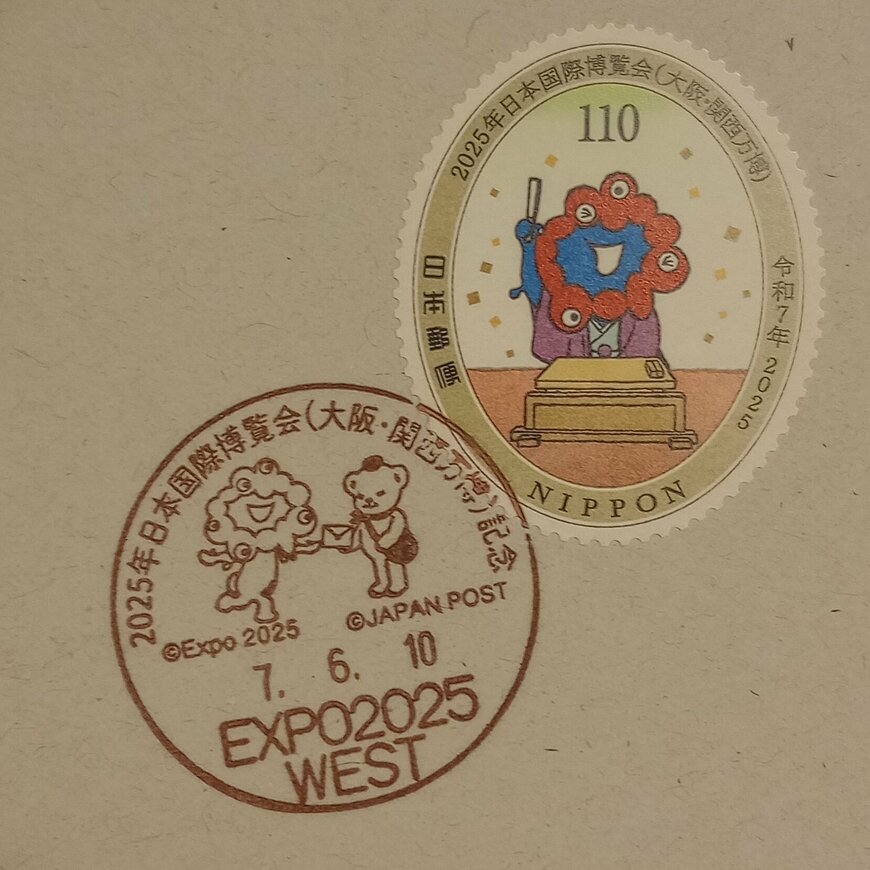 2025年日本国際博覧会(大阪・関西万博)
110
日本郵便
令和7年 2025
NIPPON
2025年日本国際博覧会(大阪・関西万博)記念
©Expo 2025
©JAPAN POST
7. 6. 10
EXPO2025
WEST